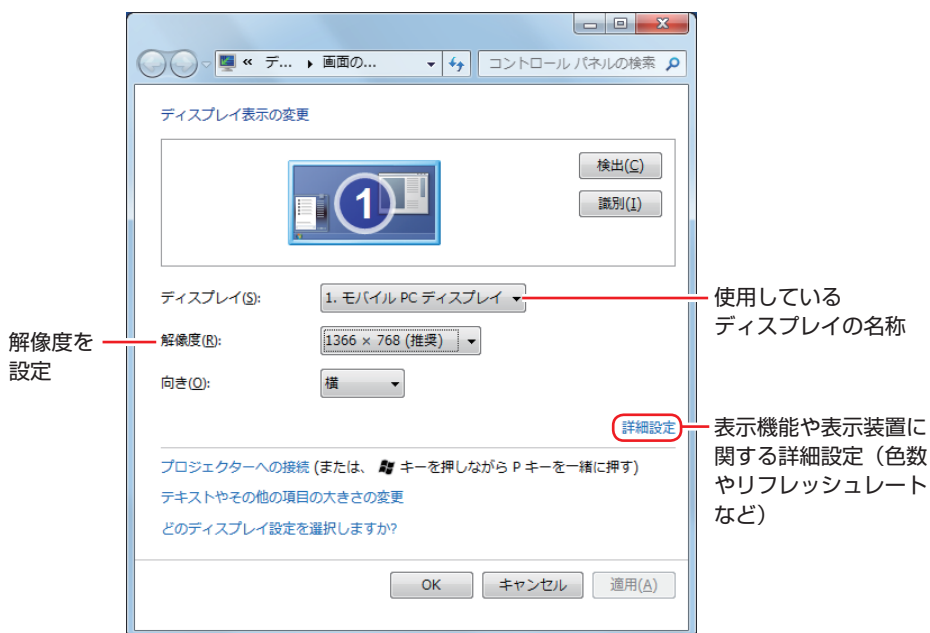 « デ... ▸ 画面の...
コントロール パネルの検索
ディスプレイ表示の変更
1
検出(C)
識別(I)
ディスプレイ(S):
1. モバイル PC ディスプレイ
使用している
ディスプレイの名称
解像度を
設定
解像度(R):
1366 × 768 (推奨)
向き(O):
横
詳細設定
表示機能や表示装置に
関する詳細設定（色数
やリフレッシュレート
など）
プロジェクターへの接続 (または、 キーを押しながら P キーを一緒に押す)
テキストやその他の項目の大きさの変更
どのディスプレイ設定を選択しますか?
OK
キャンセル
適用(A)